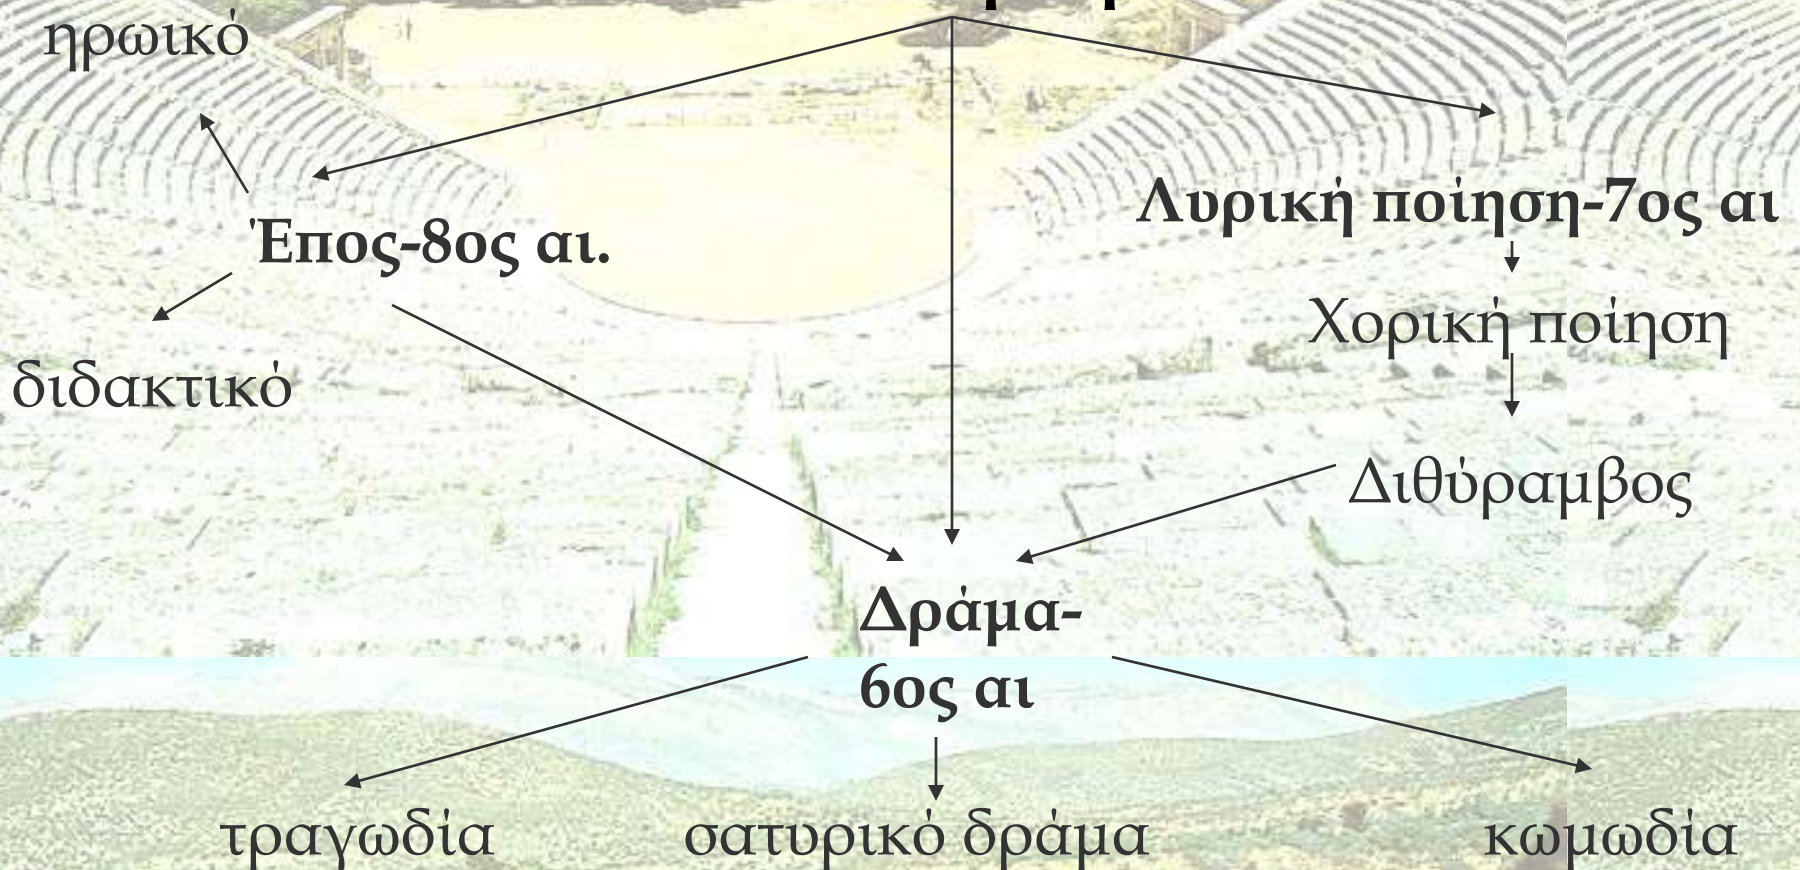 ηρωικό
Λυρική ποίηση-7ος αι
Έπος-8ος αι.
Χορική ποίηση
διδακτικό
Διθύραμβος
Δράμα-
6ος αι
τραγωδία
σατυρικό δράμα
κωμωδία